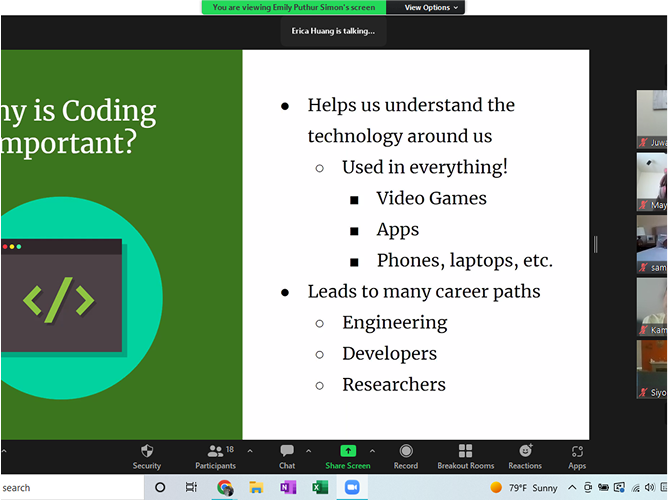 You are viewing Emily Puthur Simon's screen
View Options
Erica Huang is talking...
hy is Coding
mportant?
</>
● Helps us understand the
technology around us
○ Used in everything!
■ Video Games
■ Apps
■ Phones, laptops, etc.
● Leads to many career paths
○ Engineering
○ Developers
○ Researchers
Juwa
May
sam
Kam
Siyo
Security
Participants
18
Chat
Share Screen
Record
Breakout Rooms
Reactions
Apps
search
79°F Sunny